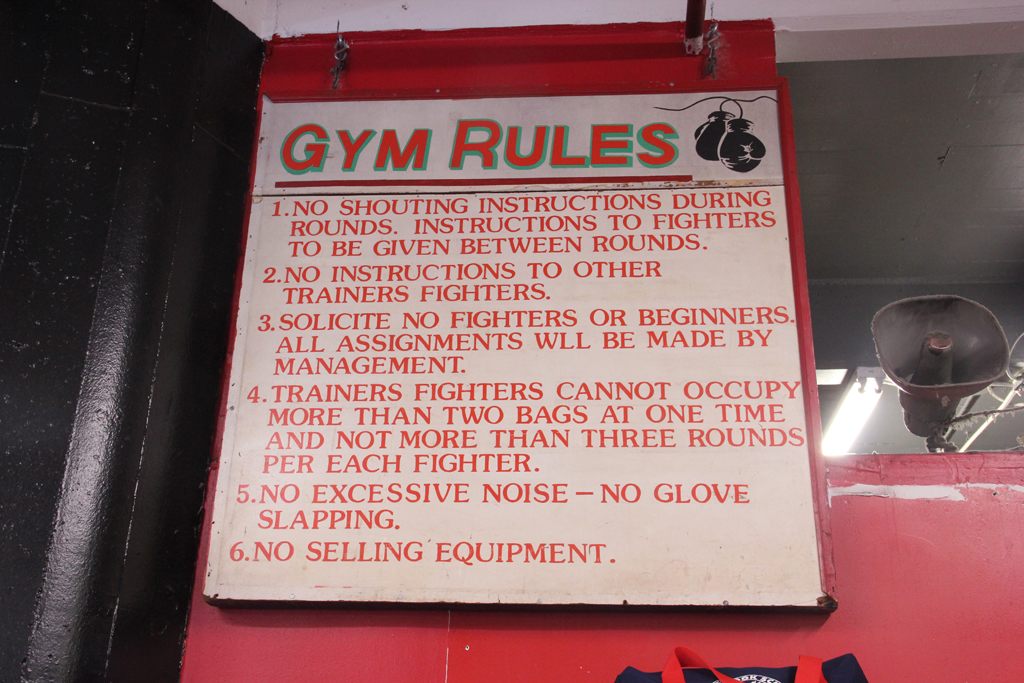 GYM RULES
1. NO SHOUTING INSTRUCTIONS DURING
ROUNDS. INSTRUCTIONS TO FIGHTERS
TO BE GIVEN BETWEEN ROUNDS.
2. NO INSTRUCTIONS TO OTHER
TRAINERS FIGHTERS.
3. SOLICITE NO FIGHTERS OR BEGINNERS.
ALL ASSIGNMENTS WLL BE MADE BY
MANAGEMENT.
4. TRAINERS FIGHTERS CANNOT OCCUPY
MORE THAN TWO BAGS AT ONE TIME
AND NOT MORE THAN THREE ROUNDS
PER EACH FIGHTER.
5. NO EXCESSIVE NOISE – NO GLOVE
SLAPPING.
6. NO SELLING EQUIPMENT.